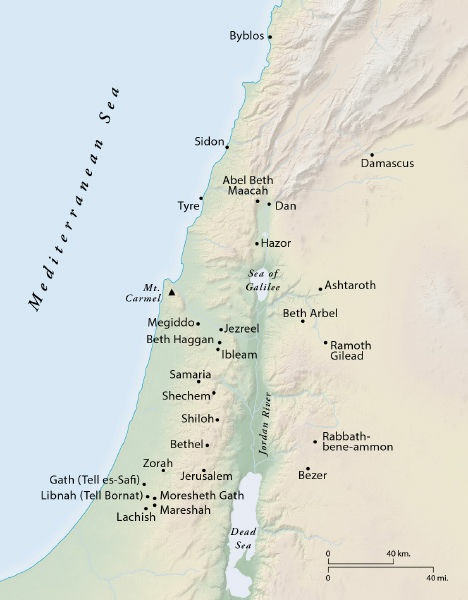 Byblos
Mediterranean Sea
Sidon
Damascus
Abel Beth
Maacah
Tyre
Dan
Hazor
Sea of
Galilee
Mt.
Carmel
Ashtaroth
Beth Arbel
Megiddo
Jezreel
Beth Haggan
Ibleam
Ramoth
Gilead
Samaria
Shechem
Jordan River
Shiloh
Bethel
Rabbath-
bene-ammon
Zorah
Jerusalem
Bezer
Gath (Tell es-Safi)
Libnah (Tell Bornat)
Moresheth Gath
Mareshah
Lachish
Dead
Sea
0 40 km.
0 40 mi.